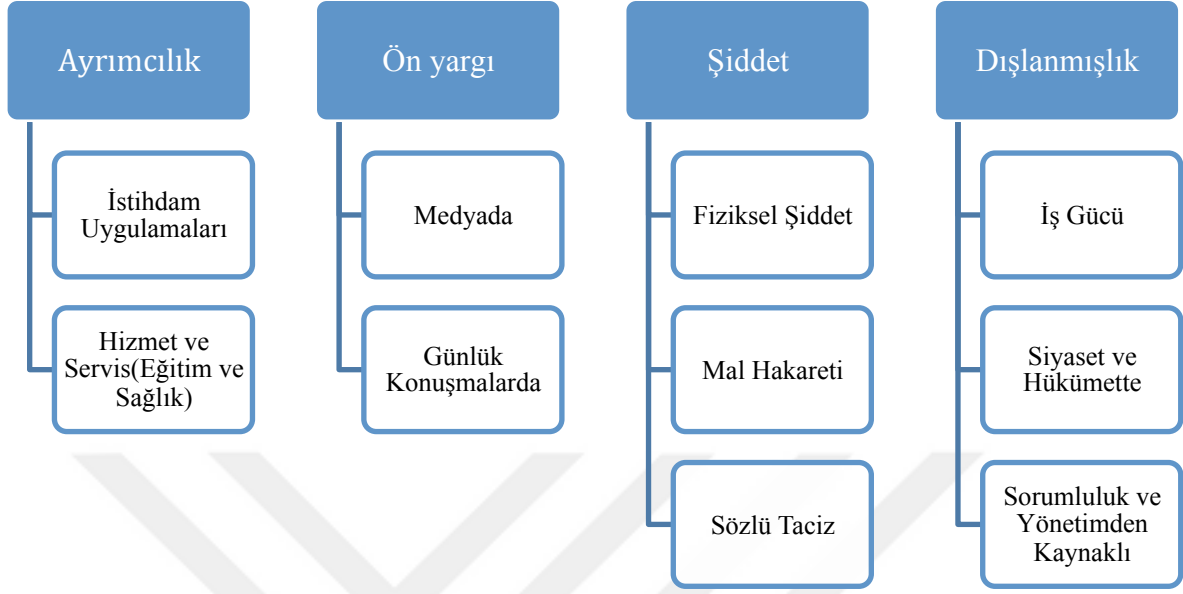 Ayrımcılık
İstihdam
Uygulamaları
Hizmet ve
Servis(Eğitim ve
Sağlık)
Ön yargı
Medyada
Günlük
Konuşmalarda
Şiddet
Fiziksel Şiddet
Mal Hakareti
Sözlü Taciz
Dışlanmışlık
İş Gücü
Siyaset ve
Hükümette
Sorumluluk ve
Yönetimden
Kaynaklı